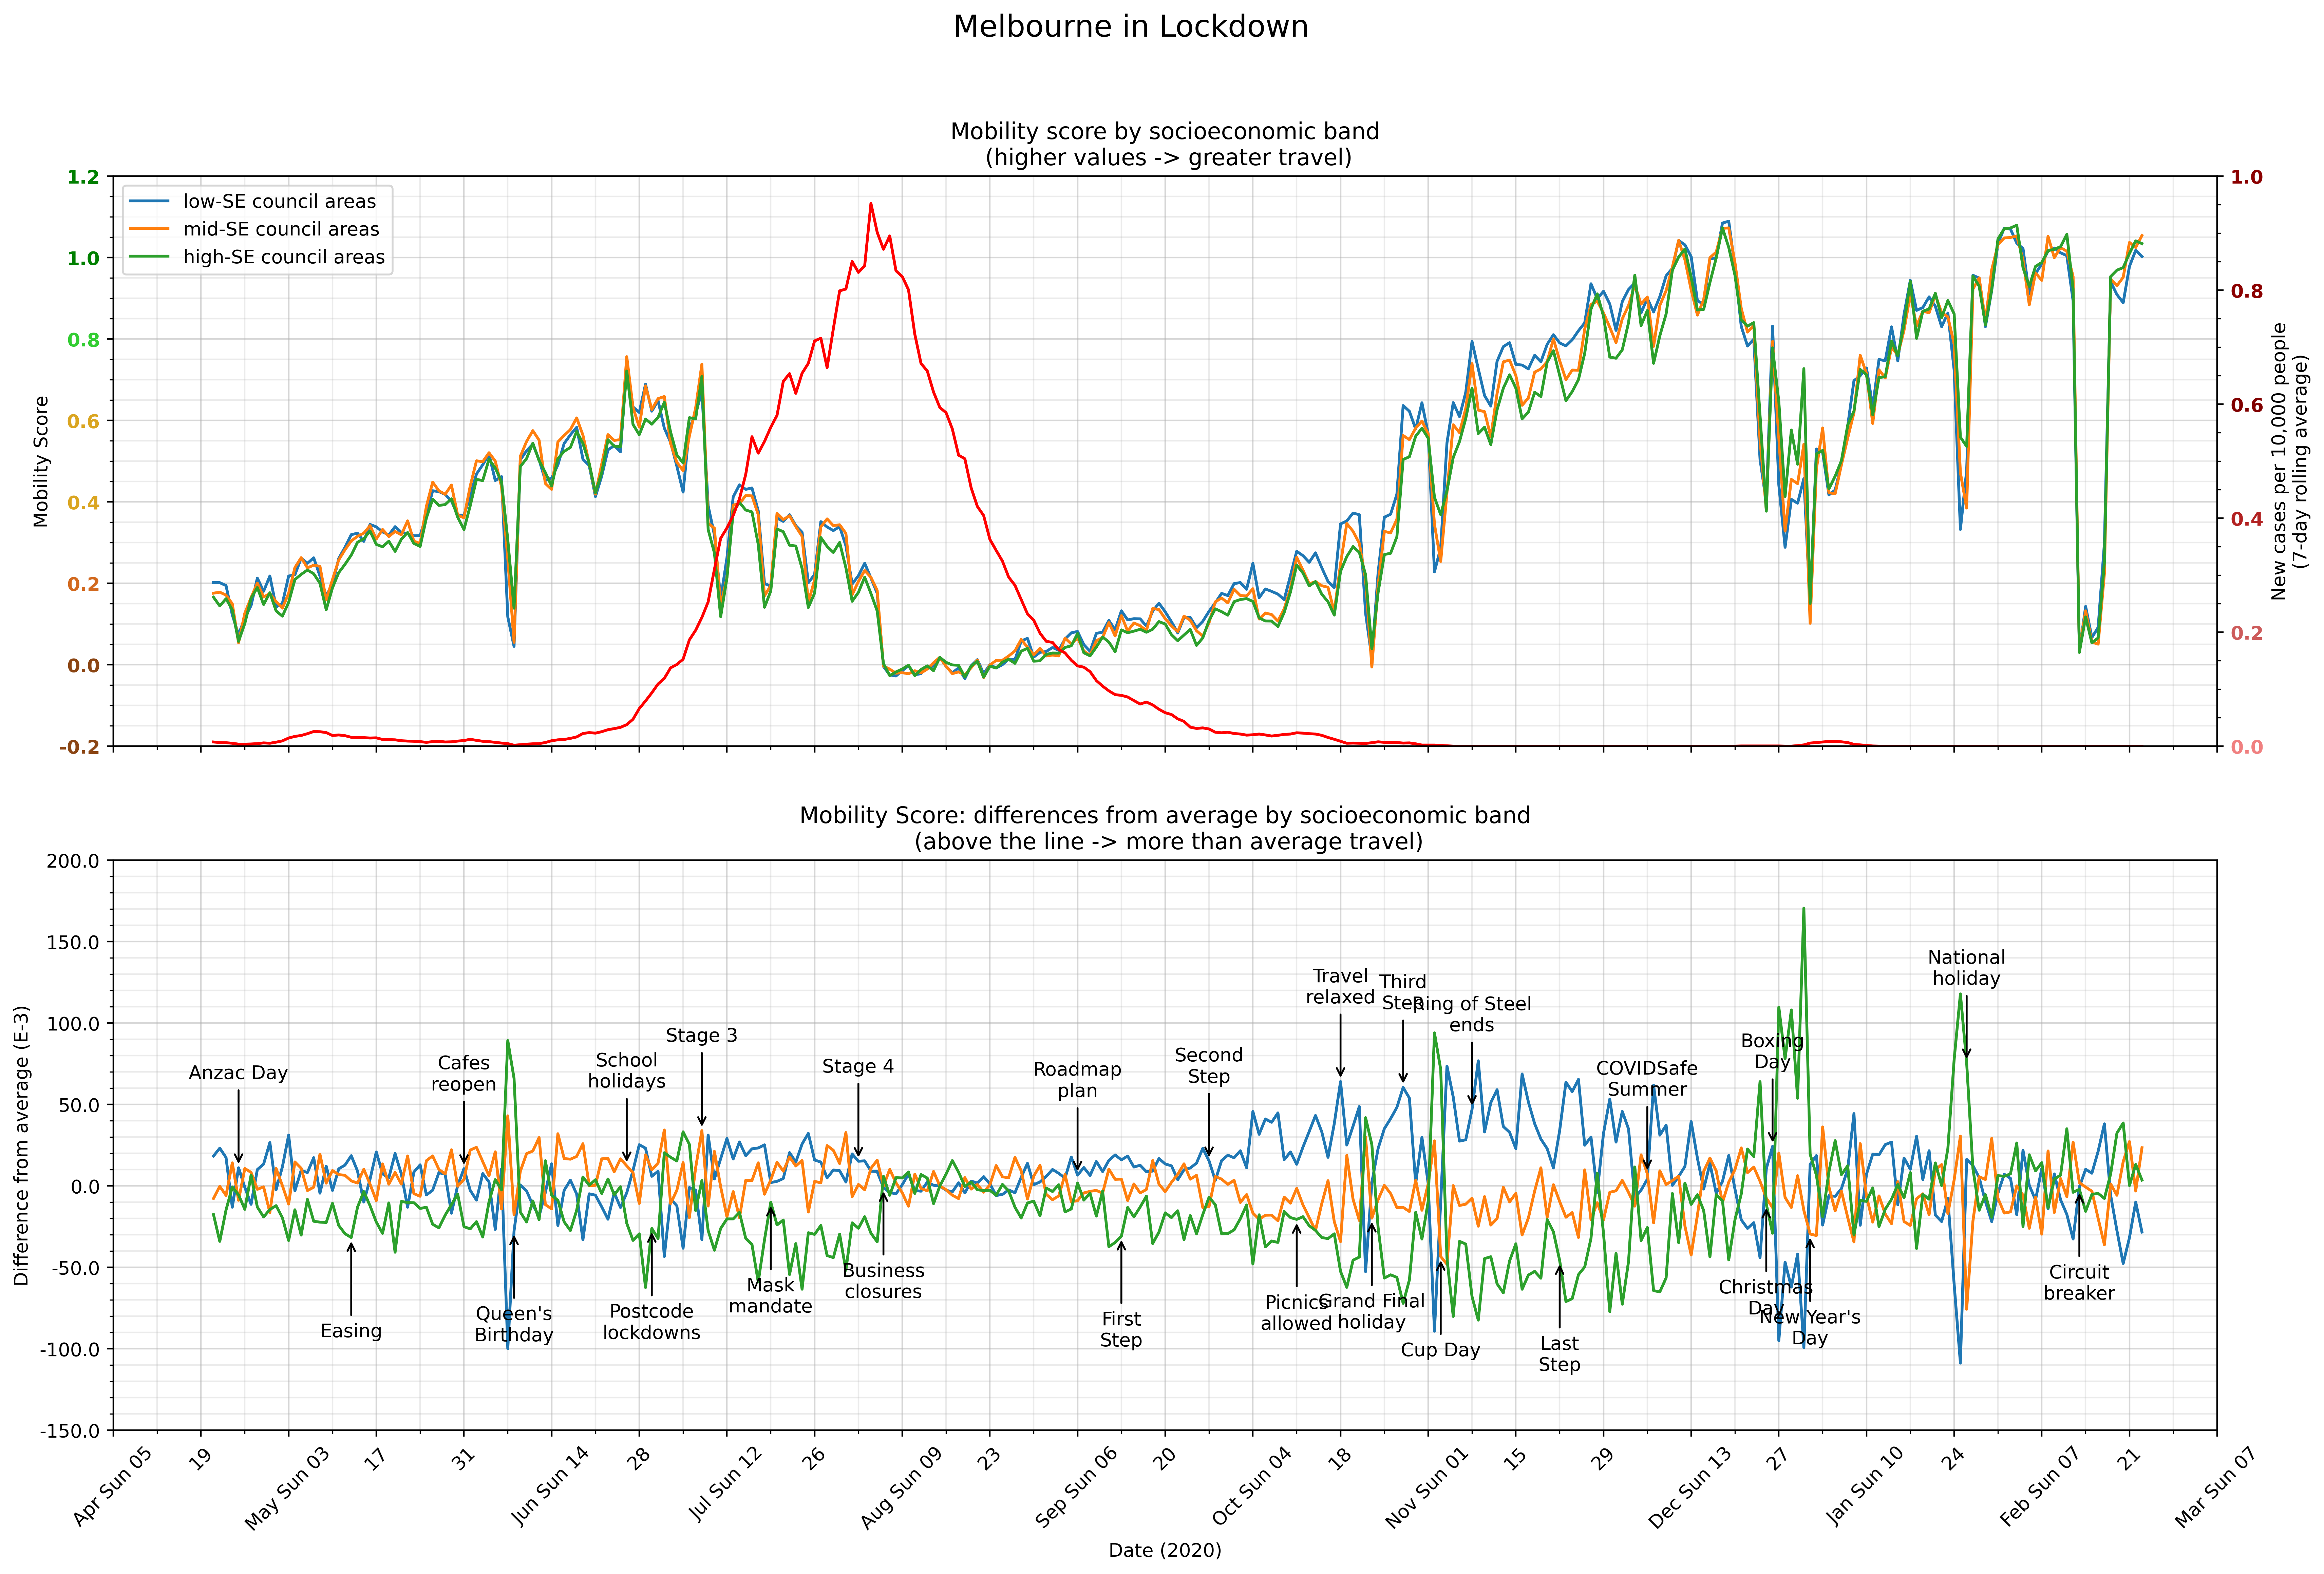 Melbourne in Lockdown
Mobility score by socioeconomic band
(higher values -> greater travel)
1.2
1.0
0.8
0.6
0.4
0.2
0.0
-0.2
Mobility Score
low-SE council areas
mid-SE council areas
high-SE council areas
1.0
0.8
0.6
0.4
0.2
0.0
New cases per 10,000 people
(7-day rolling average)
Mobility Score: differences from average by socioeconomic band
(above the line -> more than average travel)
200.0
150.0
100.0
50.0
0.0
-50.0
-100.0
-150.0
Difference from average (E-3)
Anzac Day
Easing
Cafes
reopen
Queen's
Birthday
School
holidays
Postcode
lockdowns
Stage 3
Mask
mandate
Stage 4
Business
closures
Roadmap
plan
First
Step
Second
Step
Picnics
allowed
Travel
relaxed
Grand Final
holiday
Third
Step
Cup Day
Ring of Steel
ends
Last
Step
COVIDSafe
Summer
Christmas
Day
Boxing
Day
New Year's
Day
National
holiday
Circuit
breaker
Apr Sun 05
19
May Sun 03
17
31
Jun Sun 14
28
Jul Sun 12
26
Aug Sun 09
23
Sep Sun 06
20
Oct Sun 04
18
Nov Sun 01
15
29
Dec Sun 13
27
Jan Sun 10
24
Feb Sun 07
21
Mar Sun 07
Date (2020)